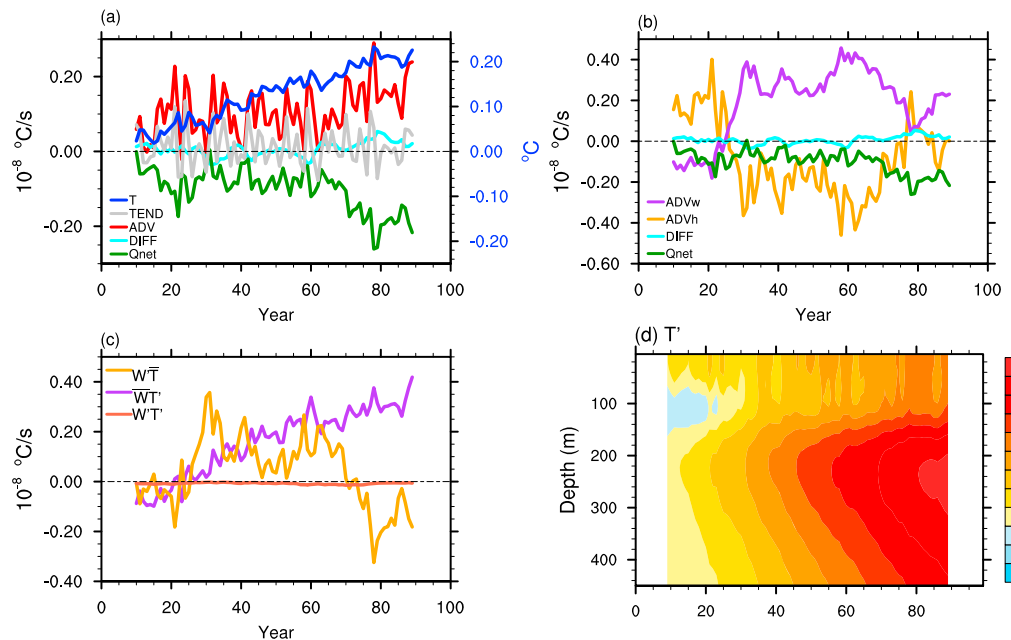 (a)
10⁻⁸ °C/s
0.20
0.00
-0.20
0.20
0.10
0.00
-0.10
-0.20
°C
T
TEND
ADV
DIFF
Qnet
0 20 40 60 80 100
Year
(b)
10⁻⁸ °C/s
0.40
0.20
0.00
-0.20
-0.40
-0.60
ADVw
ADVh
DIFF
Qnet
0 20 40 60 80 100
Year
(c)
10⁻⁸ °C/s
0.40
0.20
0.00
-0.20
-0.40
W'T̅
W̅T'
W'T'
0 20 40 60 80 100
Year
(d) T'
Depth (m)
100
200
300
400
0 20 40 60 80